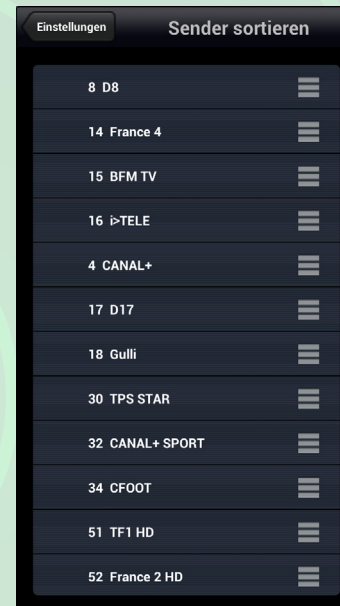 Einstellungen
Sender sortieren
8 D8
14 France 4
15 BFM TV
16 i>TELE
4 CANAL+
17 D17
18 Gulli
30 TPS STAR
32 CANAL+ SPORT
34 CFOOT
51 TF1 HD
52 France 2 HD